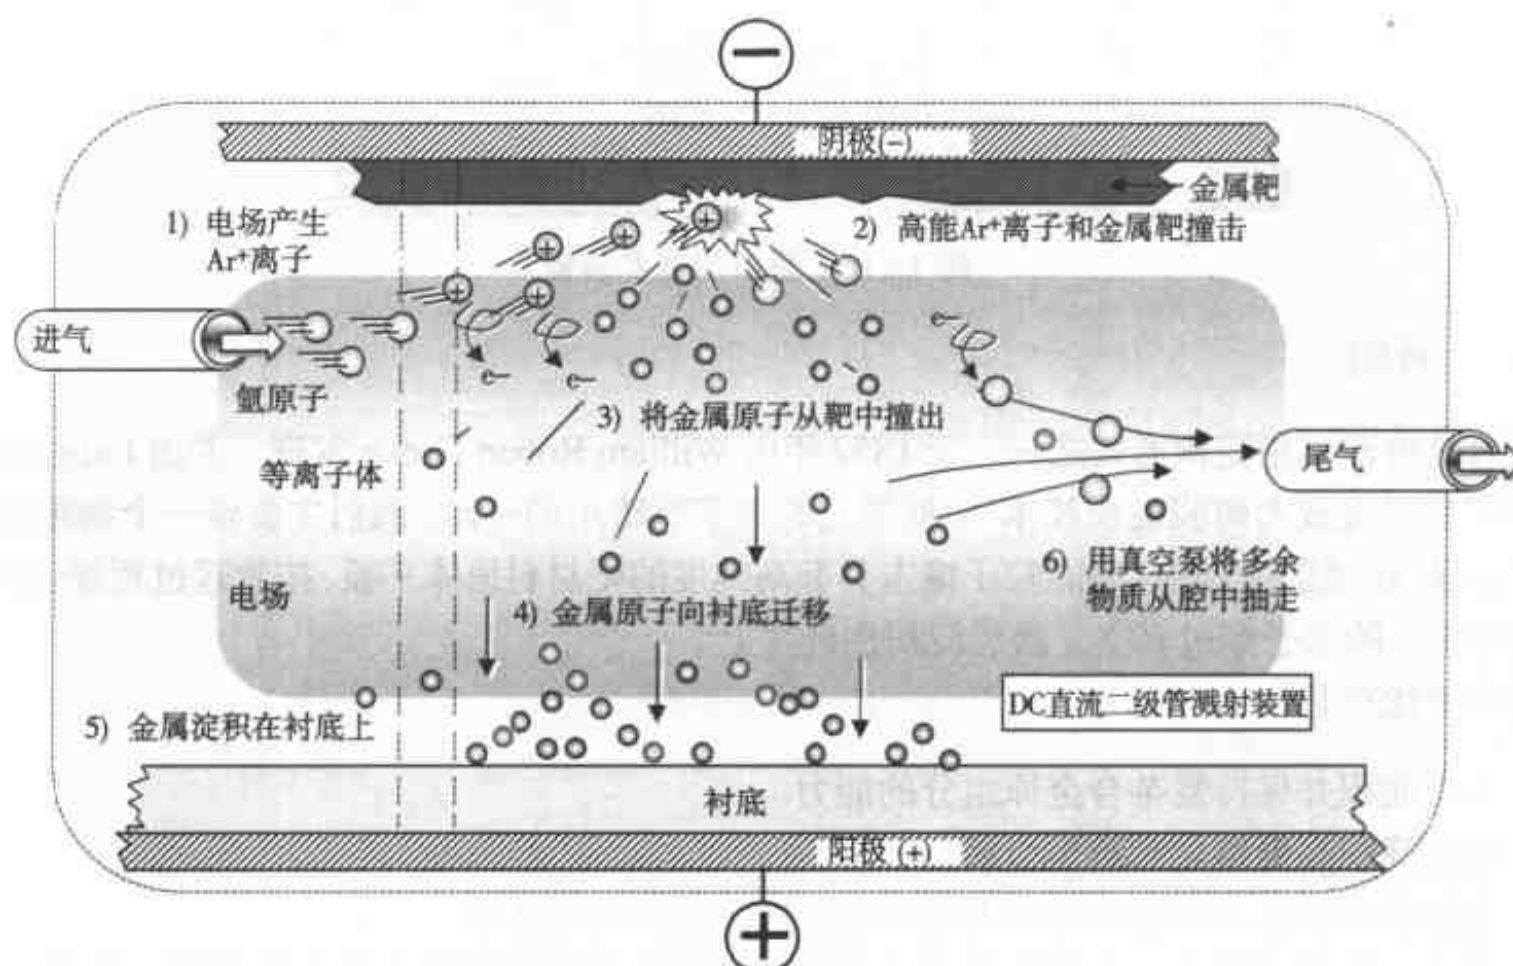 −
阴极(−)
金属靶
1) 电场产生
Ar⁺离子
2) 高能Ar⁺离子和金属靶撞击
进气
氩原子
e−
e−
e−
3) 将金属原子从靶中撞出
等离子体
尾气
电场
4) 金属原子向衬底迁移
6) 用真空泵将多余
物质从腔中抽走
5) 金属淀积在衬底上
DC直流二级管溅射装置
衬底
阳极 (+)
+